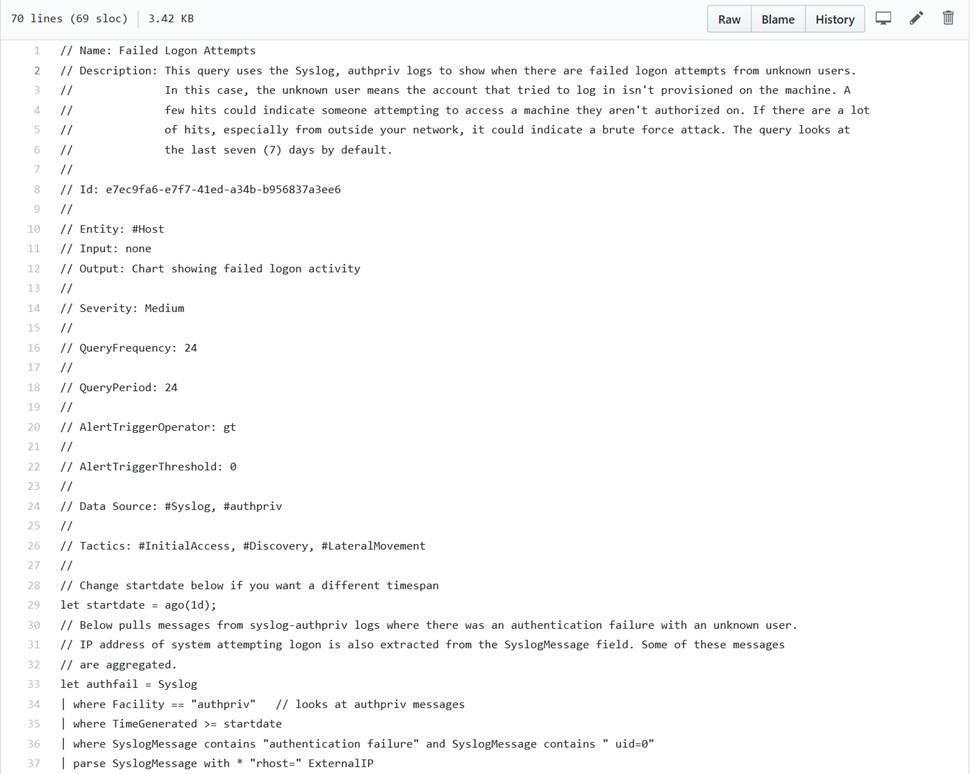 70 lines (69 sloc) 3.42 KB Raw Blame History
1 // Name: Failed Logon Attempts
2 // Description: This query uses the Syslog, authpriv logs to show when there are failed logon attempts from unknown users.
3 // In this case, the unknown user means the account that tried to log in isn't provisioned on the machine. A
4 // few hits could indicate someone attempting to access a machine they aren't authorized on. If there are a lot
5 // of hits, especially from outside your network, it could indicate a brute force attack. The query looks at
6 // the last seven (7) days by default.
7 //
8 // Id: e7ec9fa6-e7f7-41ed-a34b-b956837a3ee6
9 //
10 // Entity: #Host
11 // Input: none
12 // Output: Chart showing failed logon activity
13 //
14 // Severity: Medium
15 //
16 // QueryFrequency: 24
17 //
18 // QueryPeriod: 24
19 //
20 // AlertTriggerOperator: gt
21 //
22 // AlertTriggerThreshold: 0
23 //
24 // Data Source: #Syslog, #authpriv
25 //
26 // Tactics: #InitialAccess, #Discovery, #LateralMovement
27 //
28 // Change startdate below if you want a different timespan
29 let startdate = ago(1d);
30 // Below pulls messages from syslog-authpriv logs where there was an authentication failure with an unknown user.
31 // IP address of system attempting logon is also extracted from the SyslogMessage field. Some of these messages
32 // are aggregated.
33 let authfail = Syslog
34 | where Facility == "authpriv" // looks at authpriv messages
35 | where TimeGenerated >= startdate
36 | where SyslogMessage contains "authentication failure" and SyslogMessage contains " uid=0"
37 | parse SyslogMessage with * "rhost=" ExternalIP